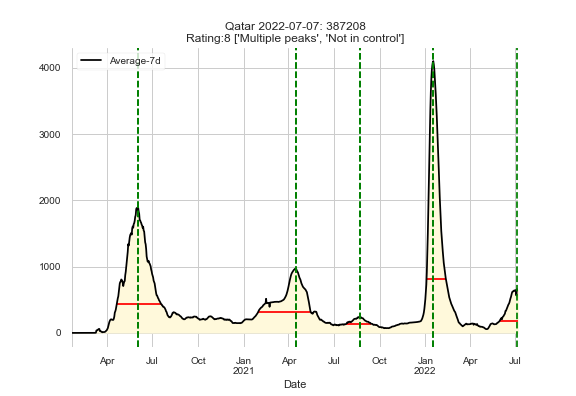 Qatar 2022-07-07: 387208
Rating:8 ['Multiple peaks', 'Not in control']
Average-7d
4000
3000
2000
1000
0
Apr Jul Oct Jan Apr Jul Oct Jan Apr Jul
2021 2022
Date